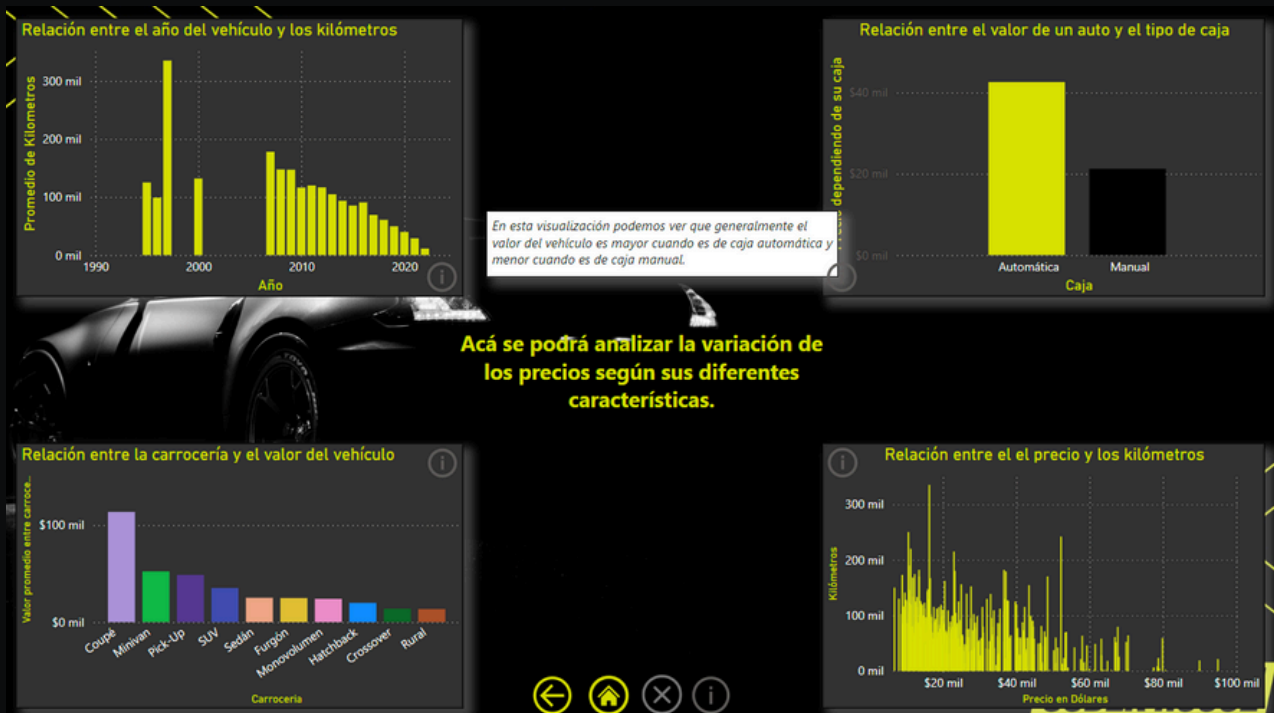 Relación entre el año del vehículo y los kilómetros
Promedio de Kilometros
300 mil
200 mil
100 mil
0 mil
1990
2000
2010
2020
Año
Relación entre el valor de un auto y el tipo de caja
dependiendo de su caja
$40 mil
$20 mil
$0 mil
Automática
Manual
Caja
En esta visualización podemos ver que generalmente el
valor del vehículo es mayor cuando es de caja automática y
menor cuando es de caja manual.
Acá se podrá analizar la variación de
los precios según sus diferentes
características.
Relación entre la carrocería y el valor del vehículo
Valor promedio entre carroce...
$100 mil
$0 mil
Coupé
Minivan
Pick-Up
SUV
Sedán
Furgón
Monovolumen
Hatchback
Crossover
Rural
Carroceria
Relación entre el el precio y los kilómetros
Kilómetros
300 mil
200 mil
100 mil
0 mil
$20 mil
$40 mil
$60 mil
$80 mil
$100 mil
Precio en Dólares